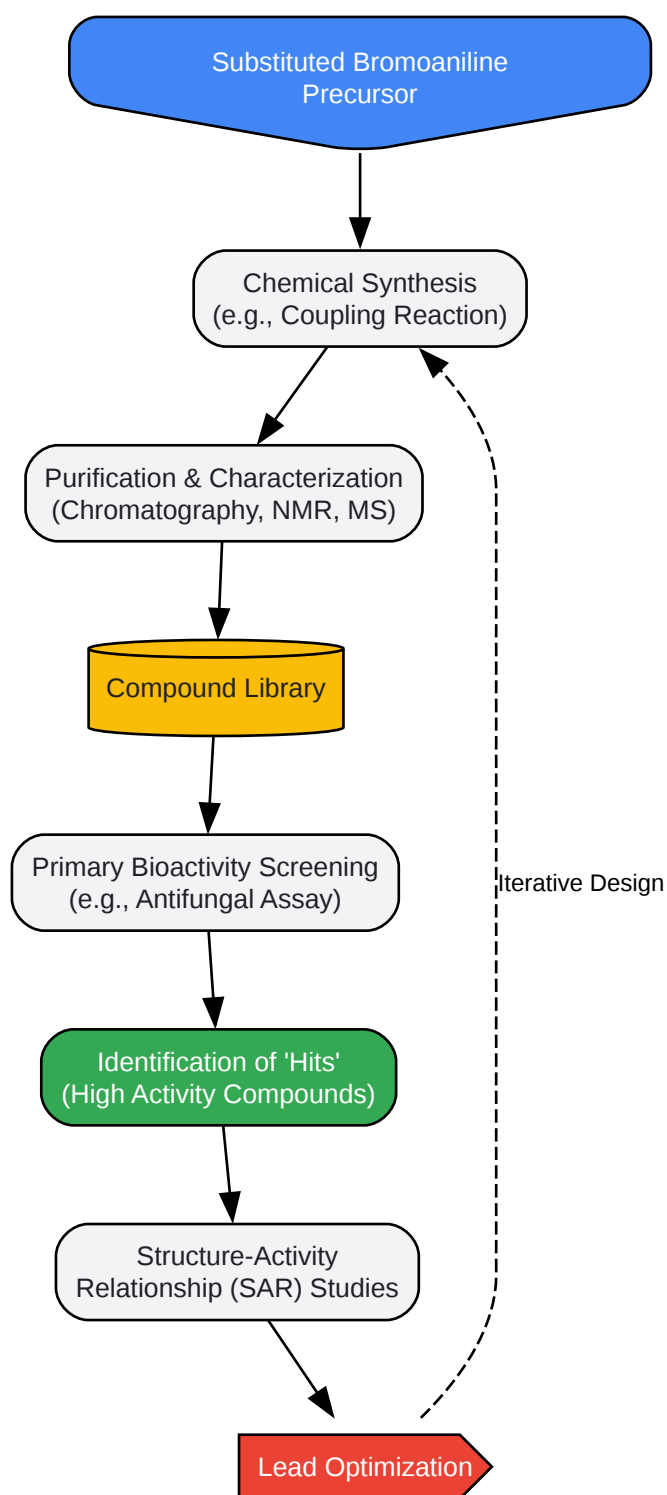 Substituted Bromoaniline
Precursor
Chemical Synthesis
(e.g., Coupling Reaction)
Purification & Characterization
(Chromatography, NMR, MS)
Compound Library
Primary Bioactivity Screening
(e.g., Antifungal Assay)
Iterative Design
Identification of 'Hits'
(High Activity Compounds)
Structure-Activity
Relationship (SAR) Studies
Lead Optimization